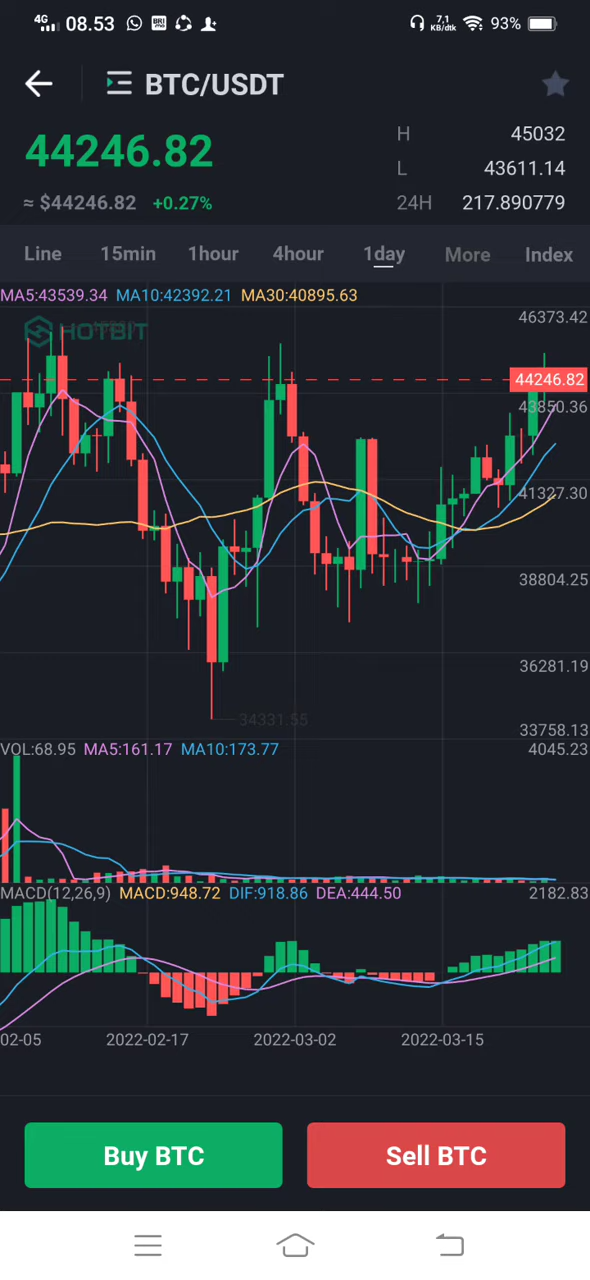 4G 08.53 BRI mo 7,1 KB/dtk 93%
BTC/USDT
44246.82
≈ $44246.82 +0.27%
H 45032
L 43611.14
24H 217.890779
Line 15min 1hour 4hour 1day More Index
MA5:43539.34 MA10:42392.21 MA30:40895.63
46373.42
HOTBIT
44246.82
43850.36
41327.30
38804.25
36281.19
34331.55
33758.13
VOL:68.95 MA5:161.17 MA10:173.77 4045.23
MACD(12,26,9) MACD:948.72 DIF:918.86 DEA:444.50 2182.83
02-05 2022-02-17 2022-03-02 2022-03-15
Buy BTC Sell BTC